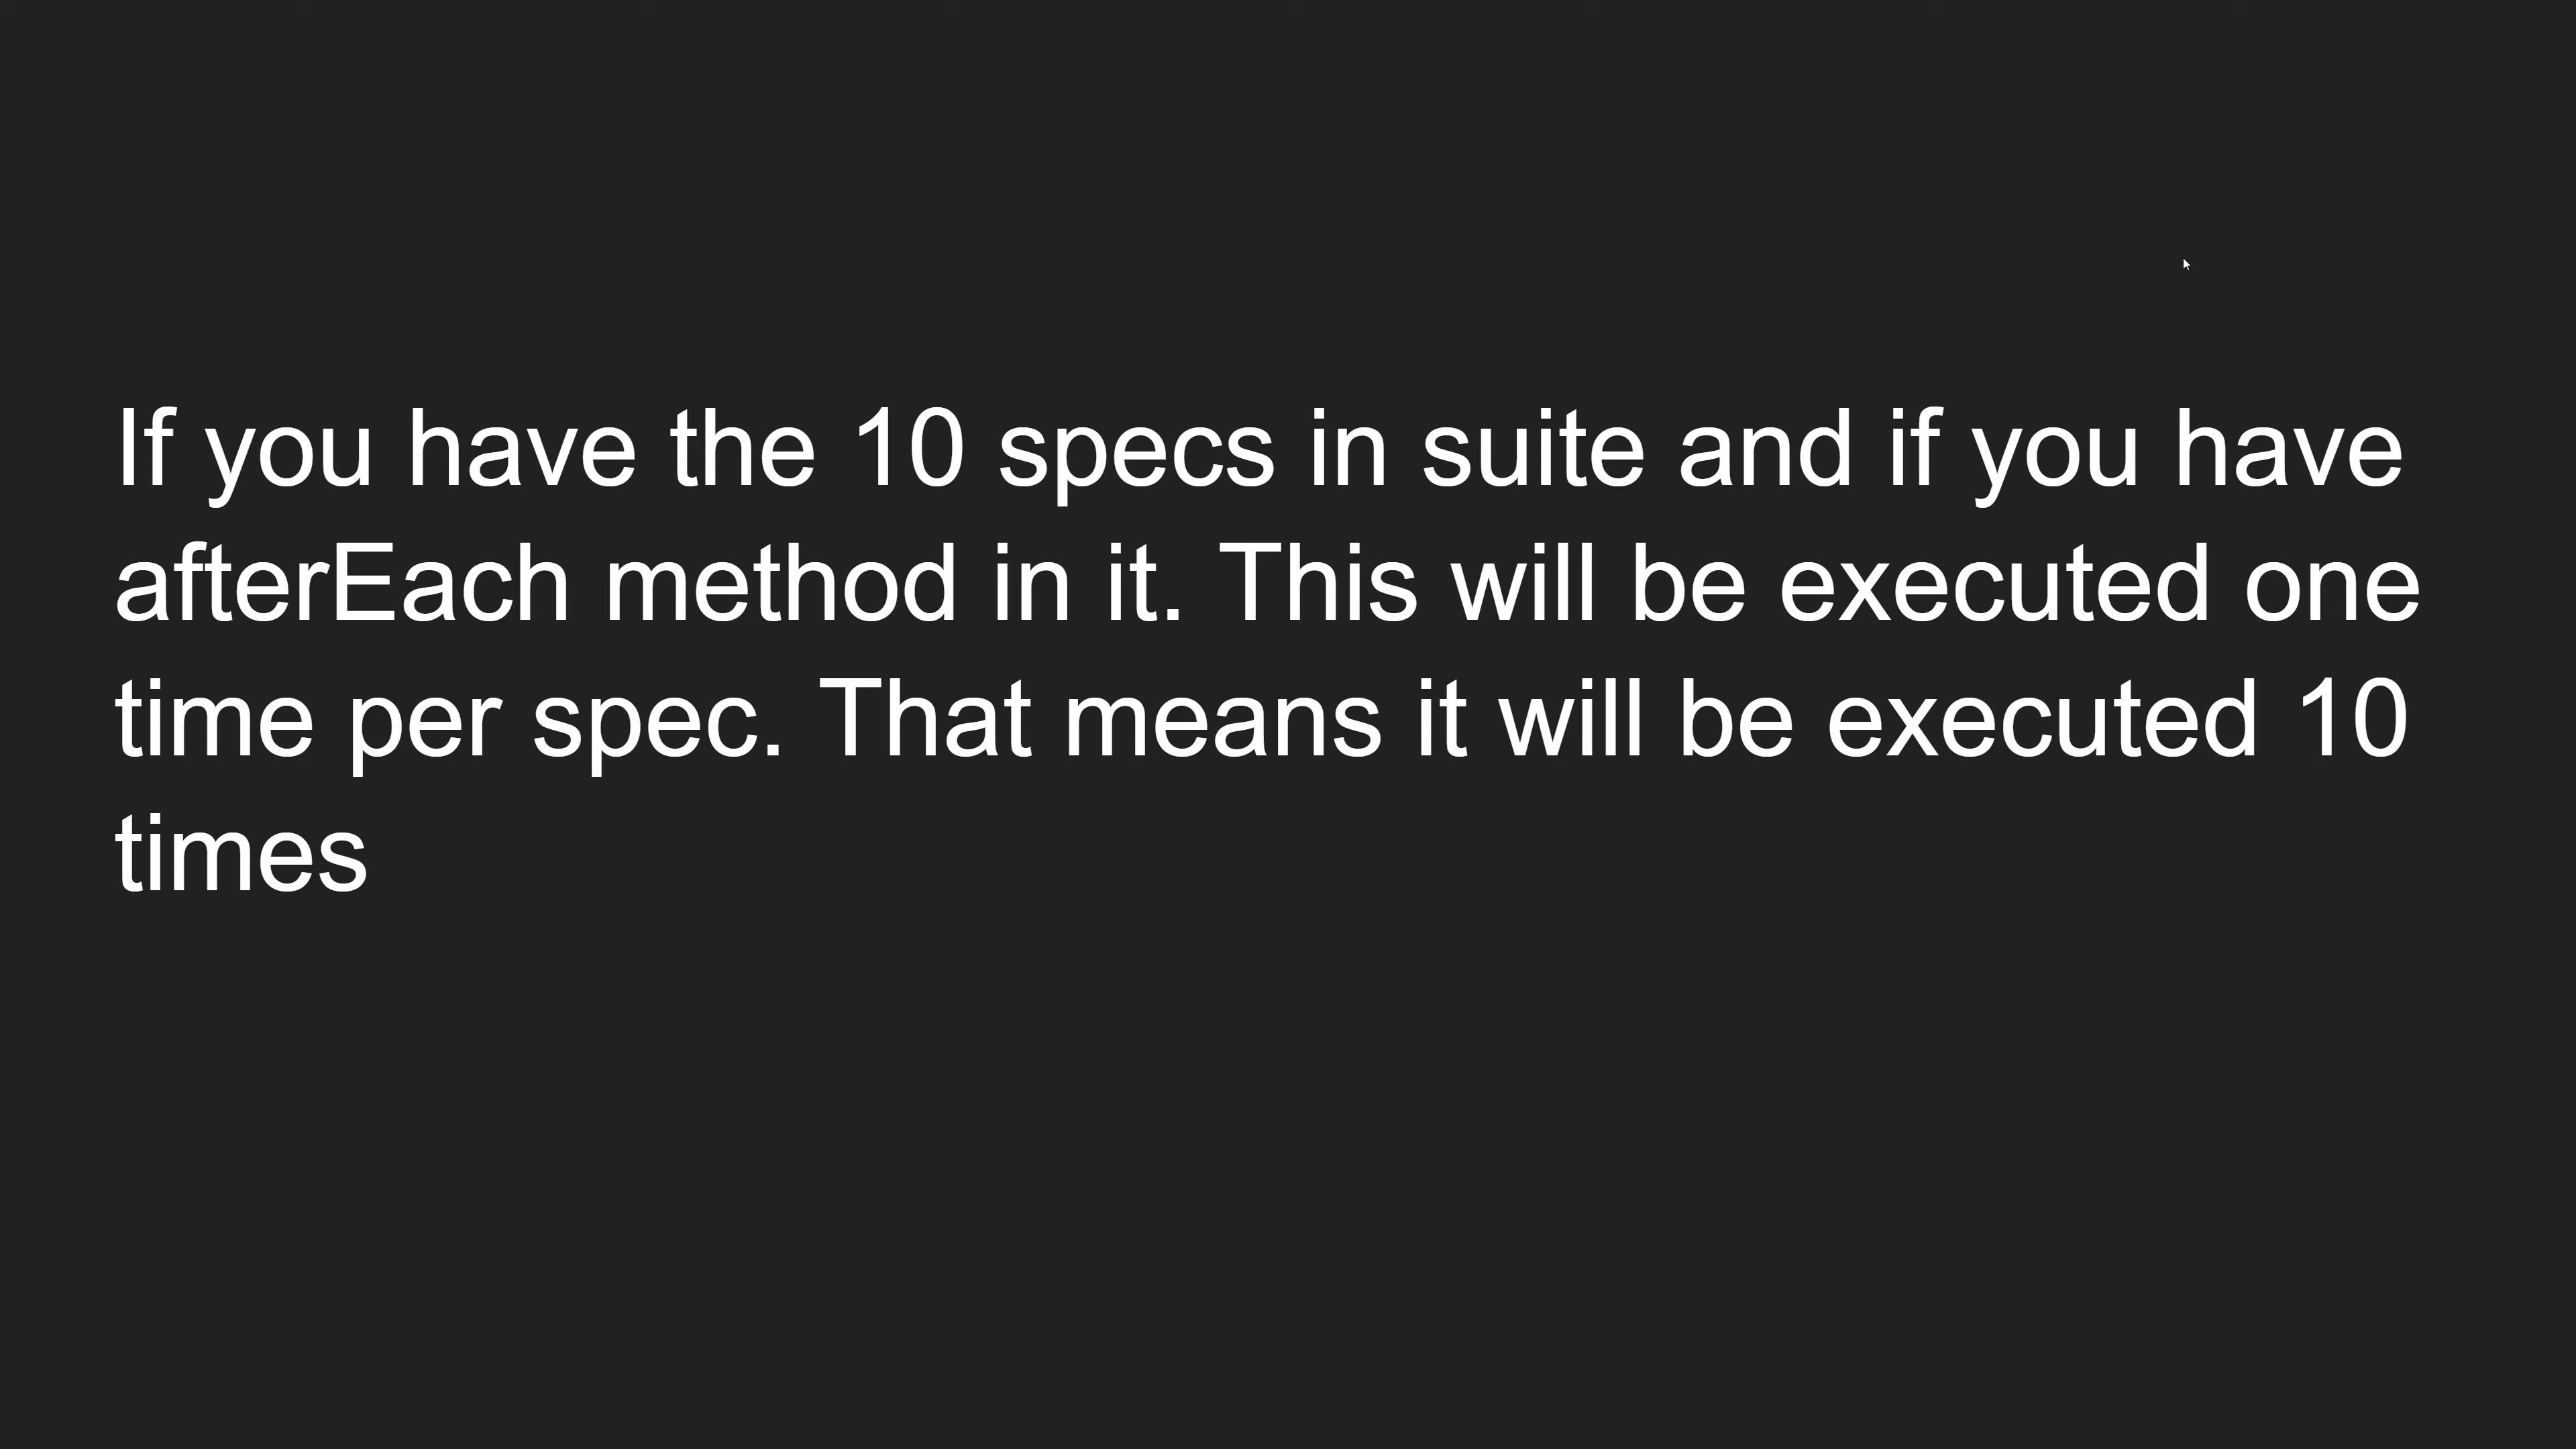 If you have the 10 specs in suite and if you have
afterEach method in it. This will be executed one
time per spec. That means it will be executed 10
times